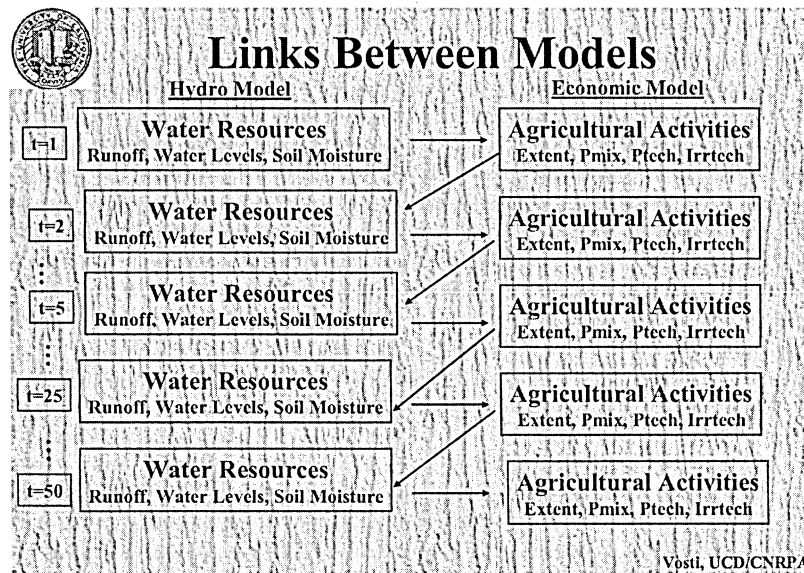 Links Between Models
Hydro Model
Economic Model
t=1
Water Resources
Runoff, Water Levels, Soil Moisture
Agricultural Activities
Extent, Pmix, Ptech, Irrtech
t=2
Water Resources
Runoff, Water Levels, Soil Moisture
Agricultural Activities
Extent, Pmix, Ptech, Irrtech
t=5
Water Resources
Runoff, Water Levels, Soil Moisture
Agricultural Activities
Extent, Pmix, Ptech, Irrtech
t=25
Water Resources
Runoff, Water Levels, Soil Moisture
Agricultural Activities
Extent, Pmix, Ptech, Irrtech
t=50
Water Resources
Runoff, Water Levels, Soil Moisture
Agricultural Activities
Extent, Pmix, Ptech, Irrtech
Vosti, UCD/CNRPA